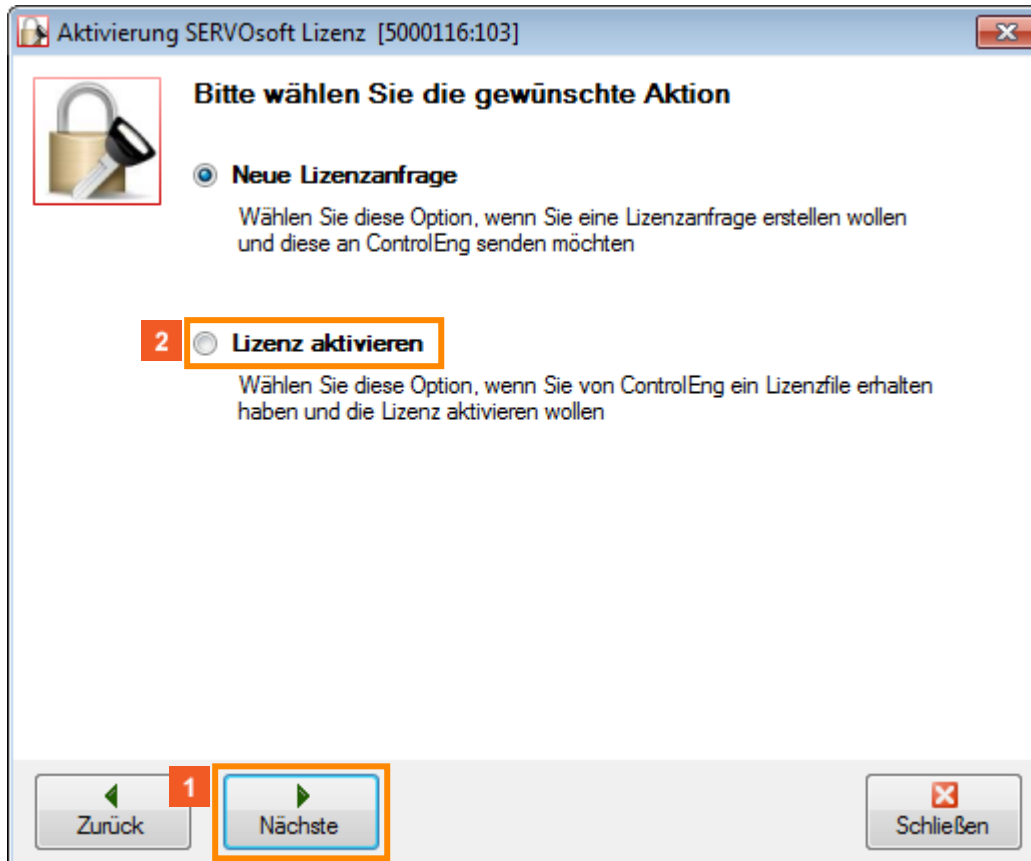 Aktivierung SERVOsoft Lizenz [5000116:103]
Bitte wählen Sie die gewünschte Aktion
Neue Lizenzanfrage
Wählen Sie diese Option, wenn Sie eine Lizenzanfrage erstellen wollen
und diese an ControlEng senden möchten
2 Lizenz aktivieren
Wählen Sie diese Option, wenn Sie von ControlEng ein Lizenzfile erhalten
haben und die Lizenz aktivieren wollen
1
Zurück Nächste Schließen